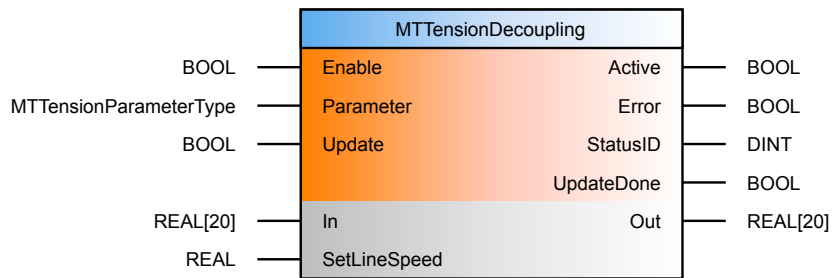 MTTensionDecoupling
BOOL Enable Active BOOL
MTTensionParameterType Parameter Error BOOL
BOOL Update StatusID DINT
UpdateDone BOOL
REAL[20] In Out REAL[20]
REAL SetLineSpeed